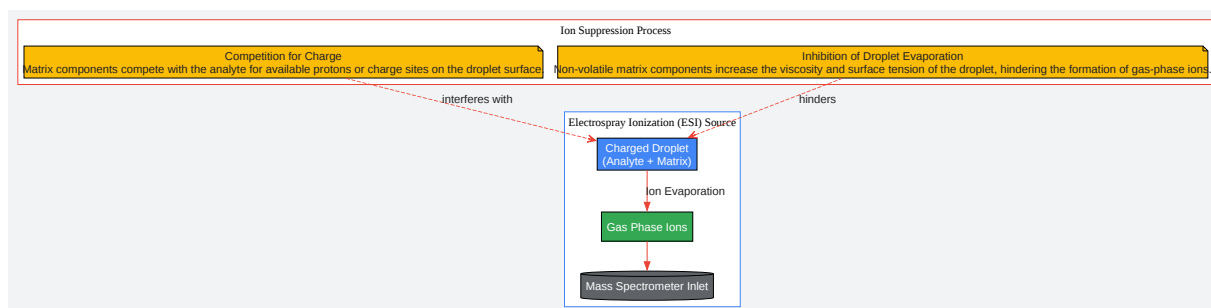 Ion Suppression Process
Competition for Charge
Matrix components compete with the analyte for available protons or charge sites on the droplet surface.
Inhibition of Droplet Evaporation
Non-volatile matrix components increase the viscosity and surface tension of the droplet, hindering the formation of gas-phase ions.
interferes with
hinders
Electrospray Ionization (ESI) Source
Charged Droplet
(Analyte + Matrix)
Ion Evaporation
Gas Phase Ions
Mass Spectrometer Inlet